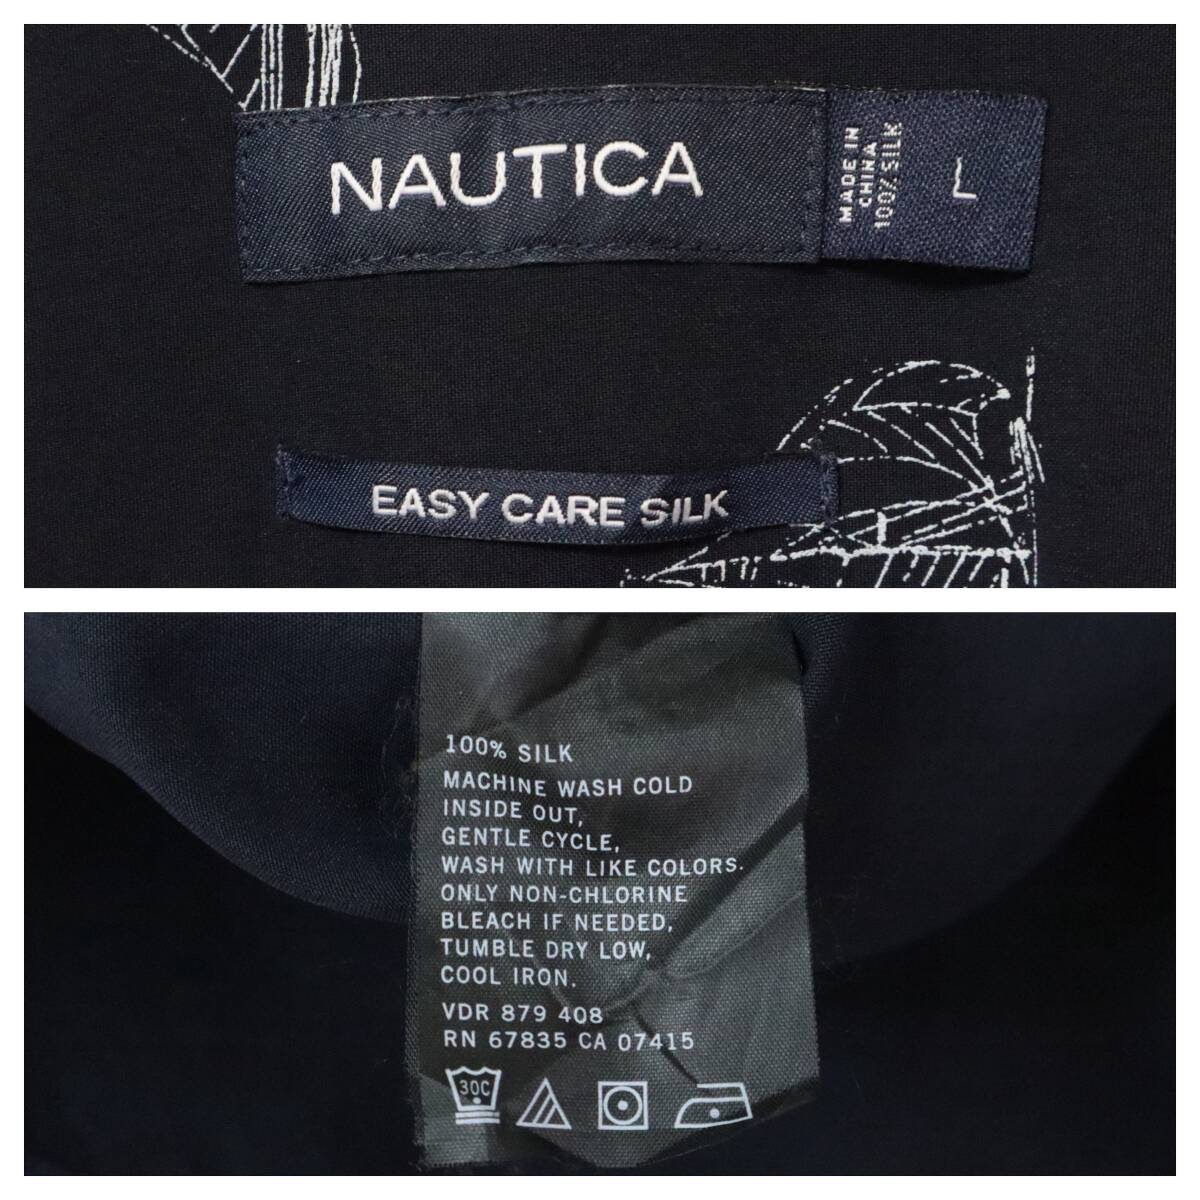 NAUTICA
MADE IN
CHINA
100% SILK
L
EASY CARE SILK
100% SILK
MACHINE WASH COLD
INSIDE OUT,
GENTLE CYCLE,
WASH WITH LIKE COLORS.
ONLY NON-CHLORINE
BLEACH IF NEEDED,
TUMBLE DRY LOW,
COOL IRON.
VDR 879 408
RN 67835 CA 07415
30C